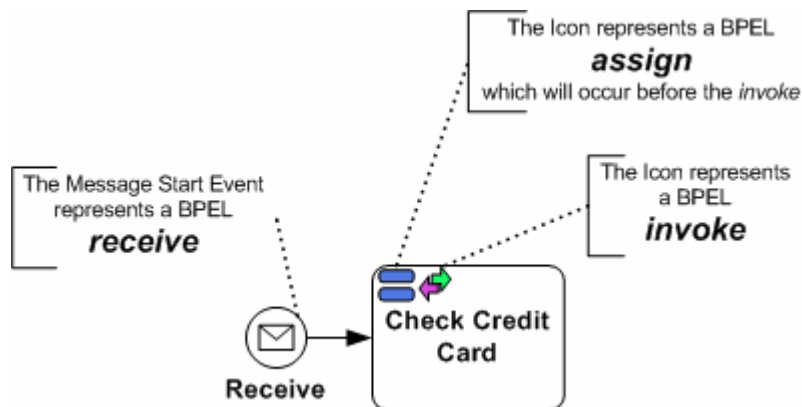 The Icon represents a BPEL
assign
which will occur before the invoke
The Icon represents
a BPEL
invoke
The Message Start Event
represents a BPEL
receive
Check Credit
Card
Receive